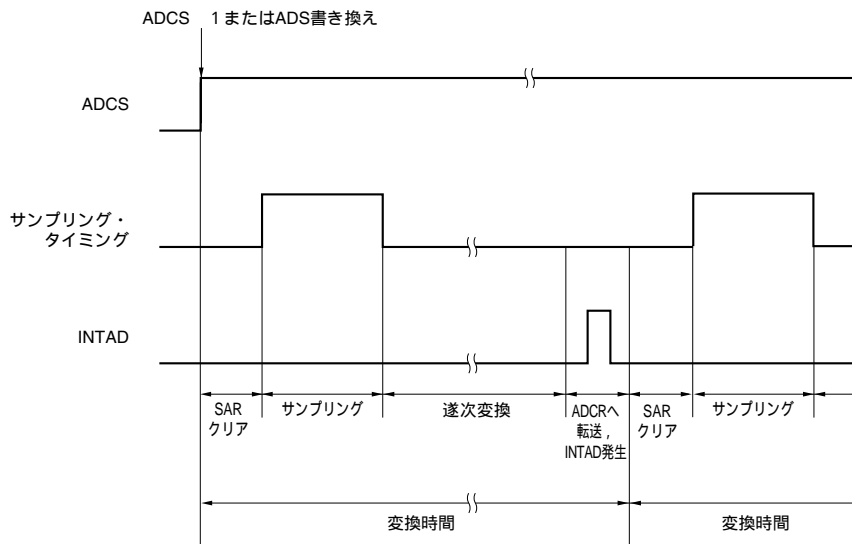 ADCS　1またはADS書き換え
ADCS
サンプリング・
タイミング
INTAD
SAR
クリア
サンプリング
逐次変換
ADCRへ
転送，
INTAD発生
SAR
クリア
サンプリング
変換時間
変換時間